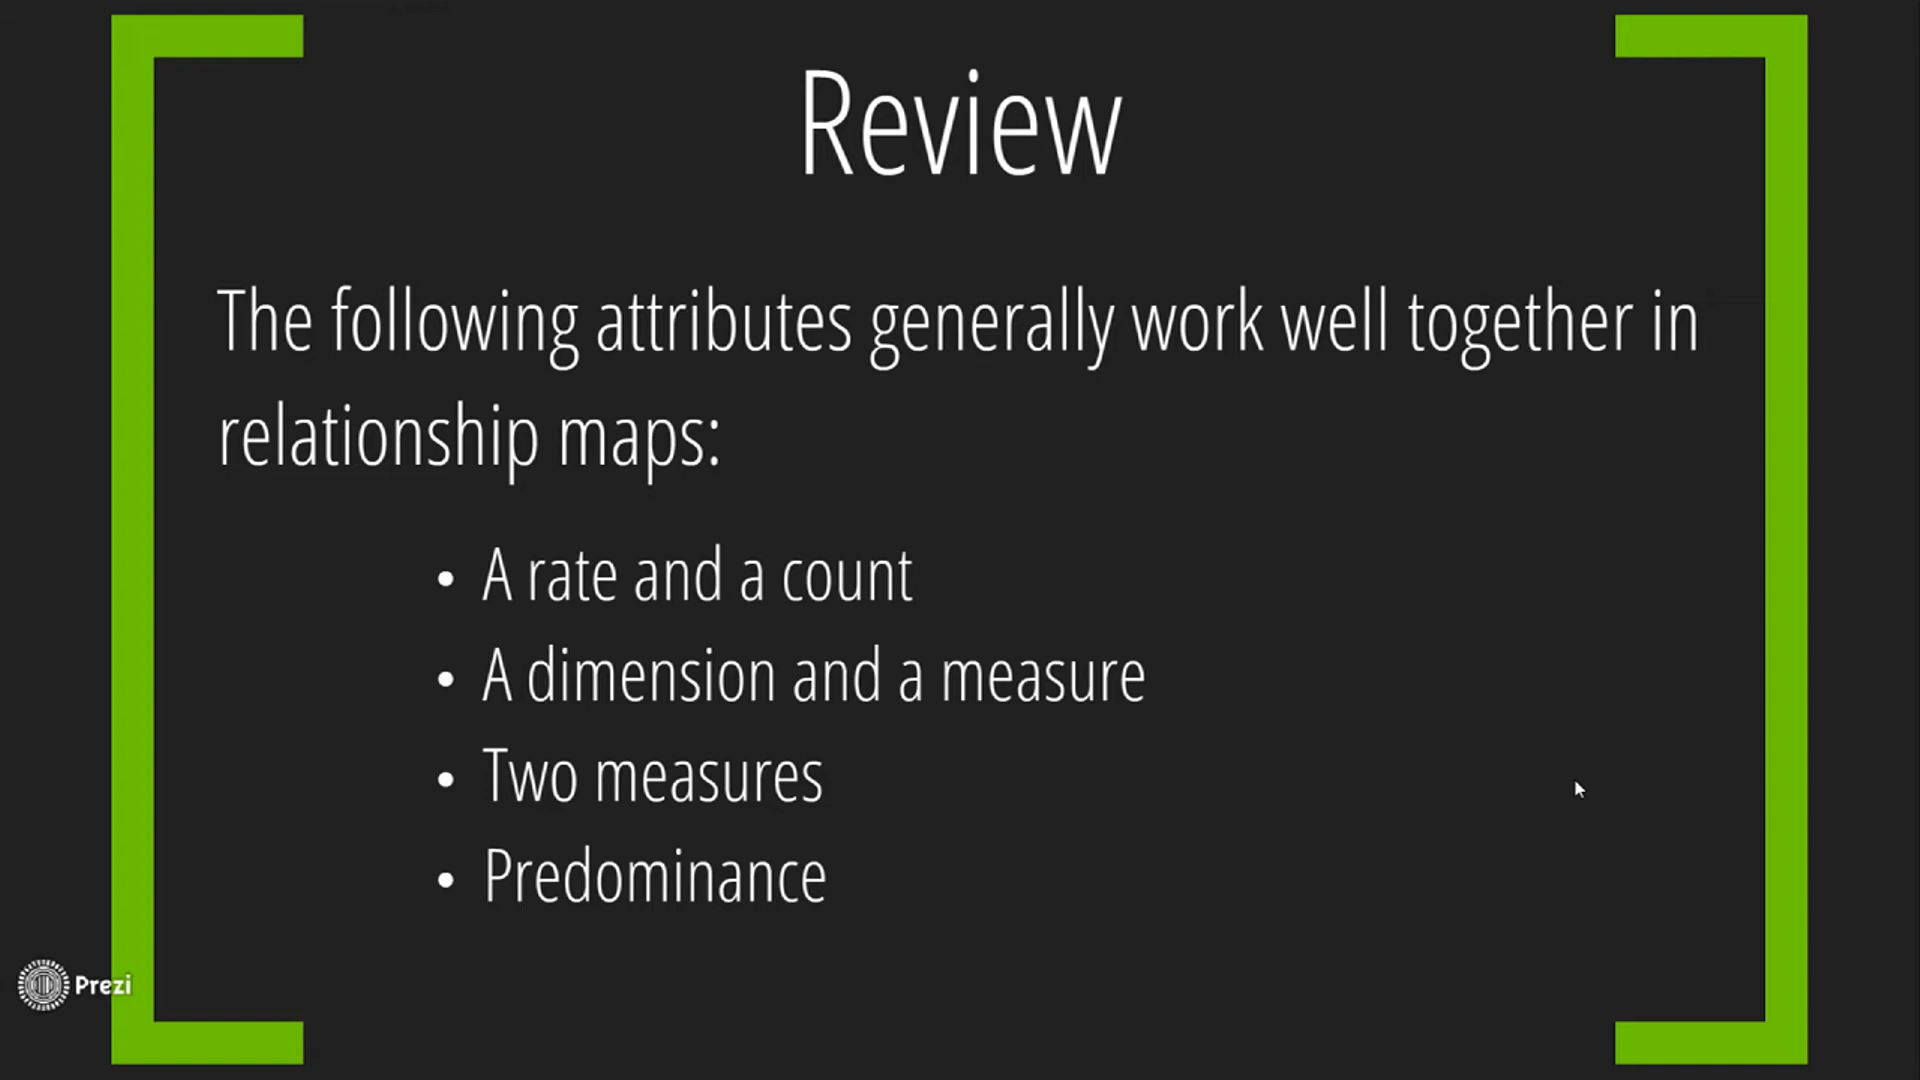 Review
The following attributes generally work well together in
relationship maps:
• A rate and a count
• A dimension and a measure
• Two measures
• Predominance
Prezi